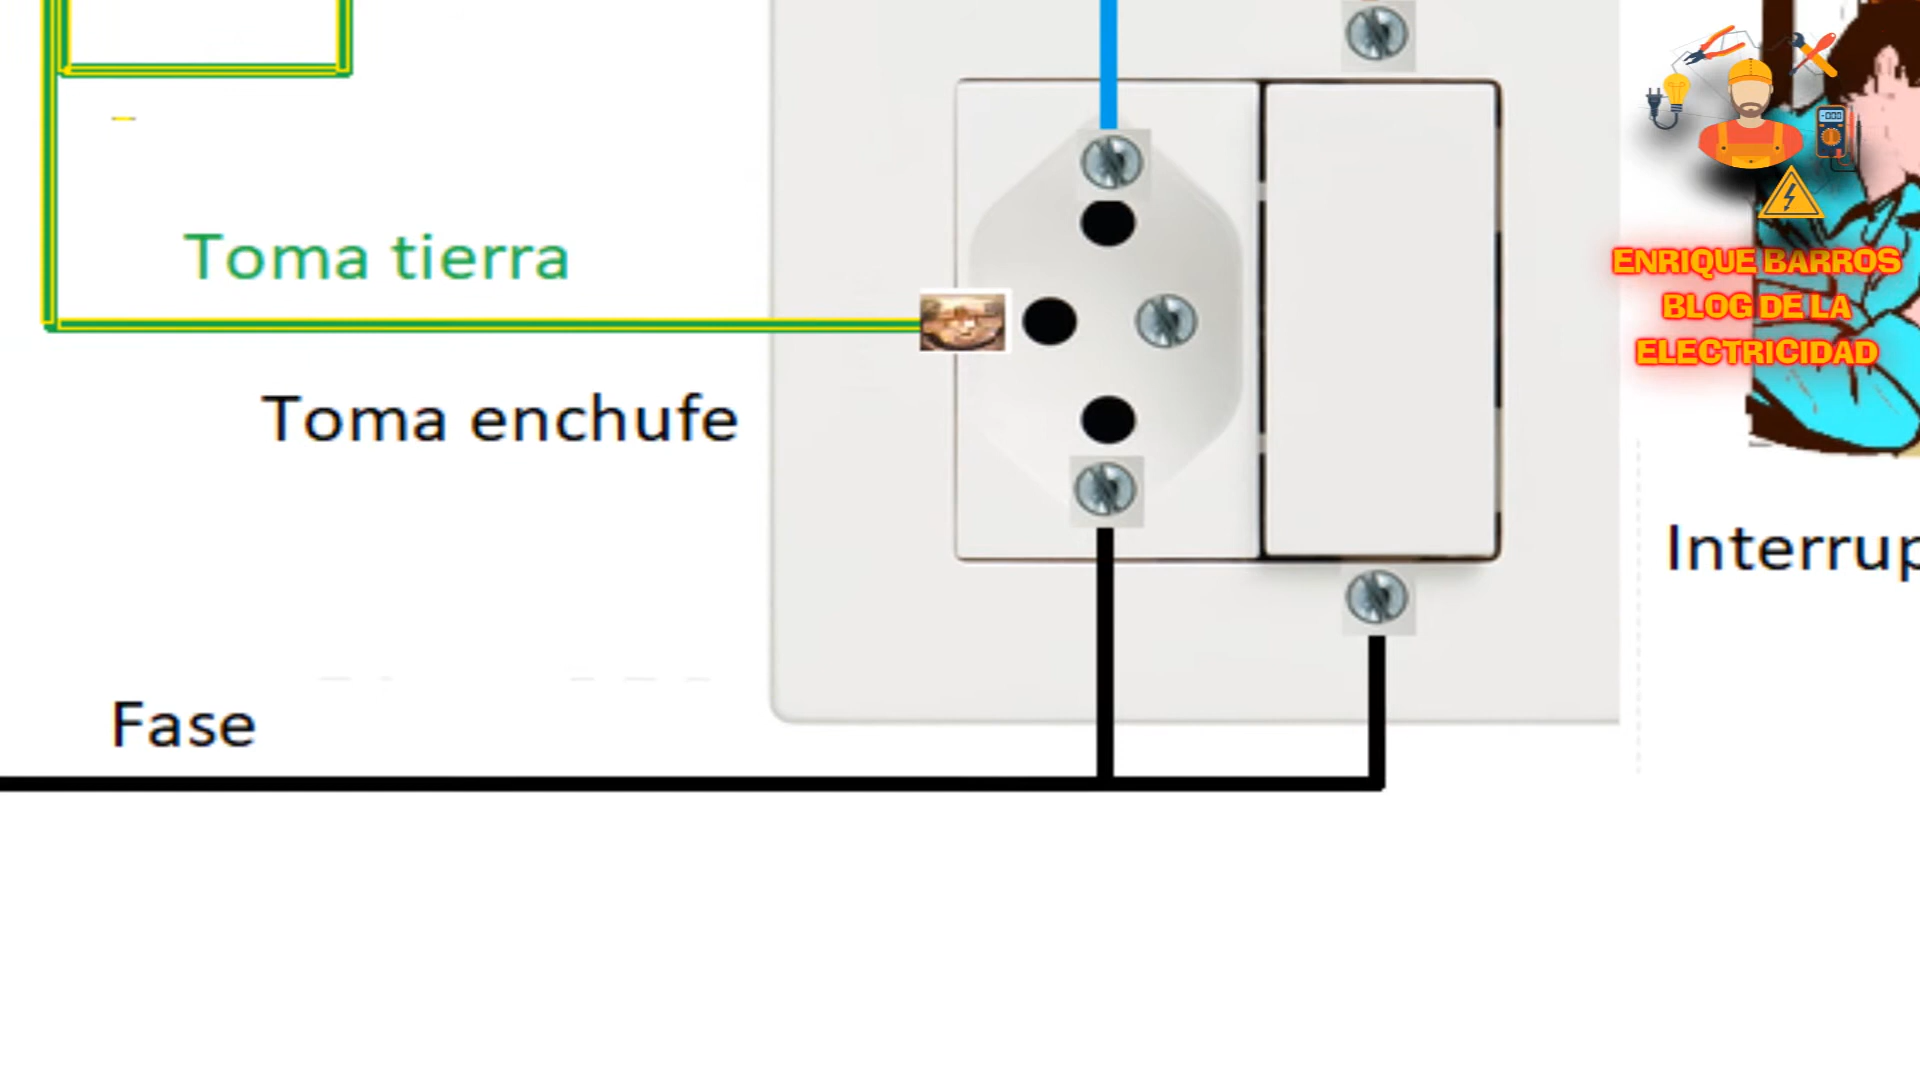 Toma tierra
Toma enchufe
Fase
ENRIQUE BARROS
BLOG DE LA
ELECTRICIDAD
Interrup